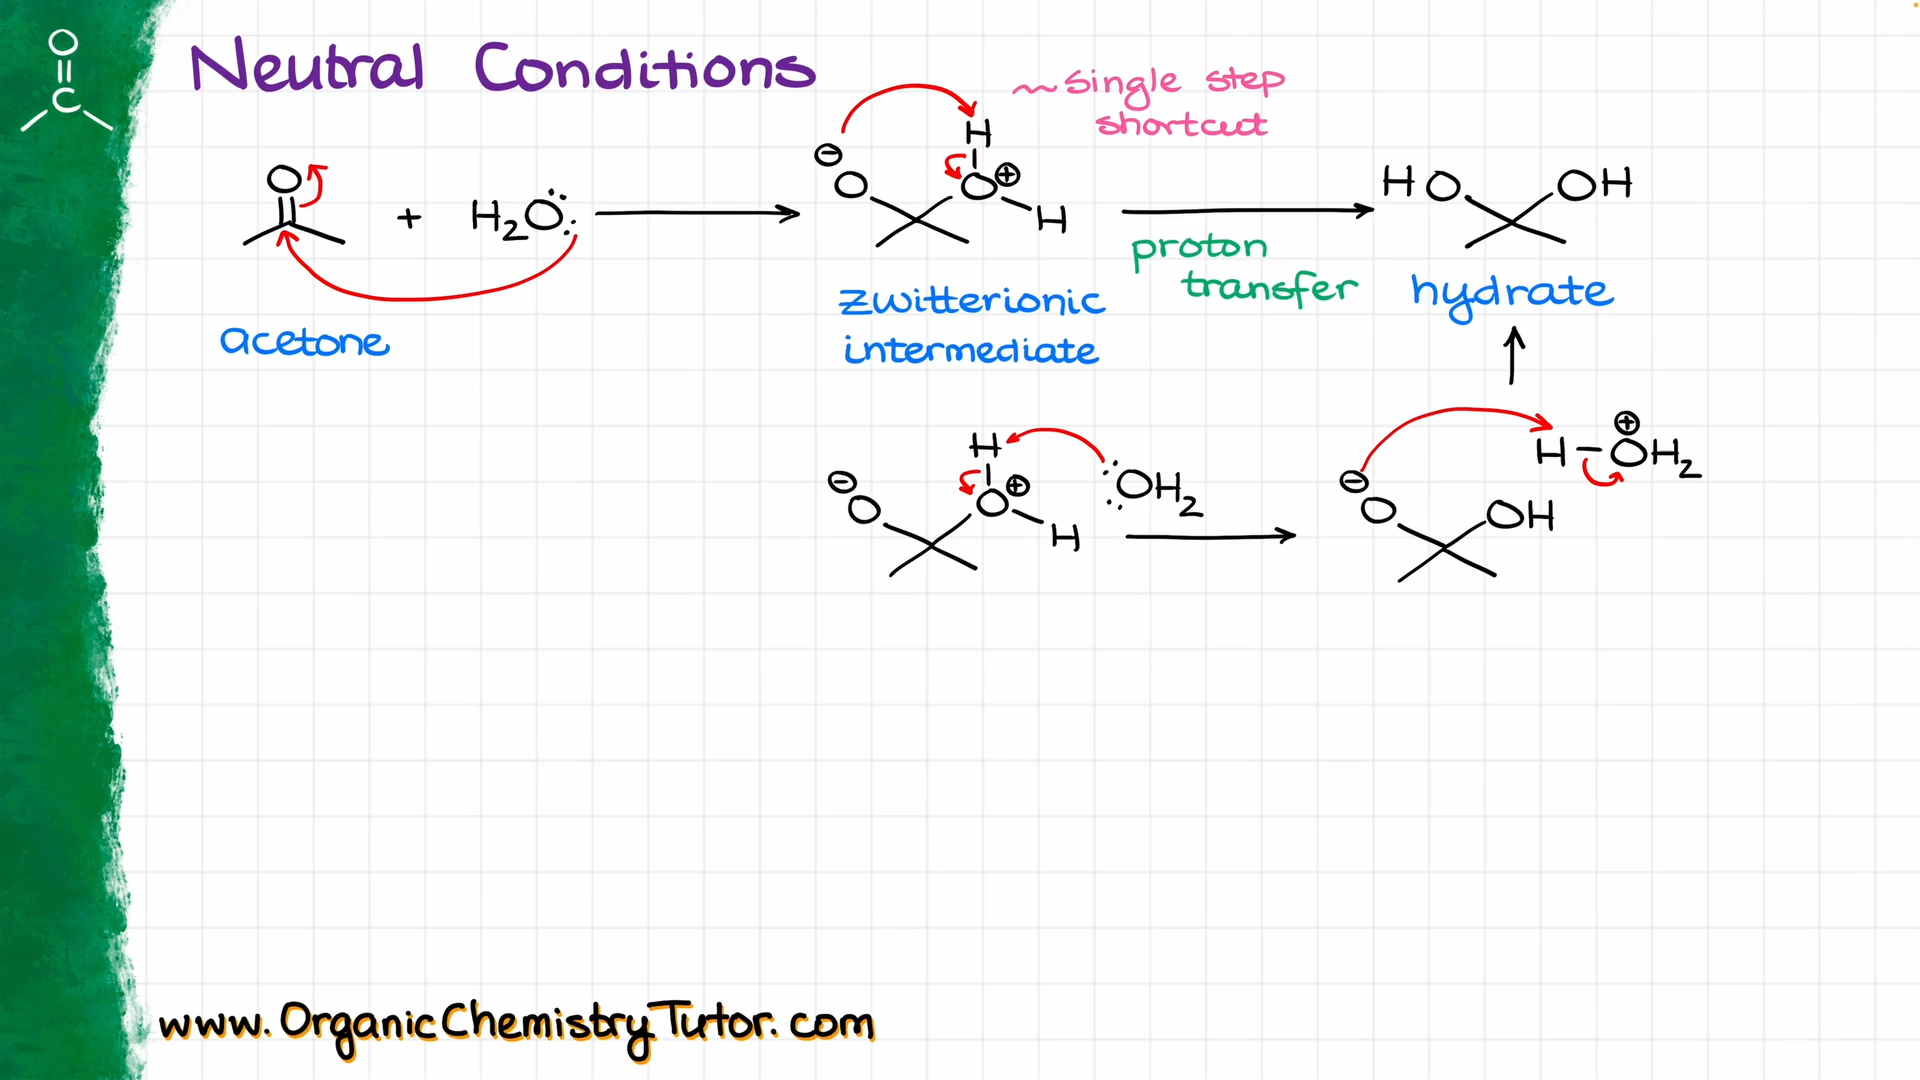 O
C
Neutral Conditions
~ single step
shortcut
O + H₂O: ⊖ O H O ⊕ H HO OH
proton
transfer
acetone
zwitterionic
intermediate
hydrate
⊖ O H O ⊕ H :OH₂ ⊖ O OH H-O⊕H₂
www.OrganicChemistryTutor.com